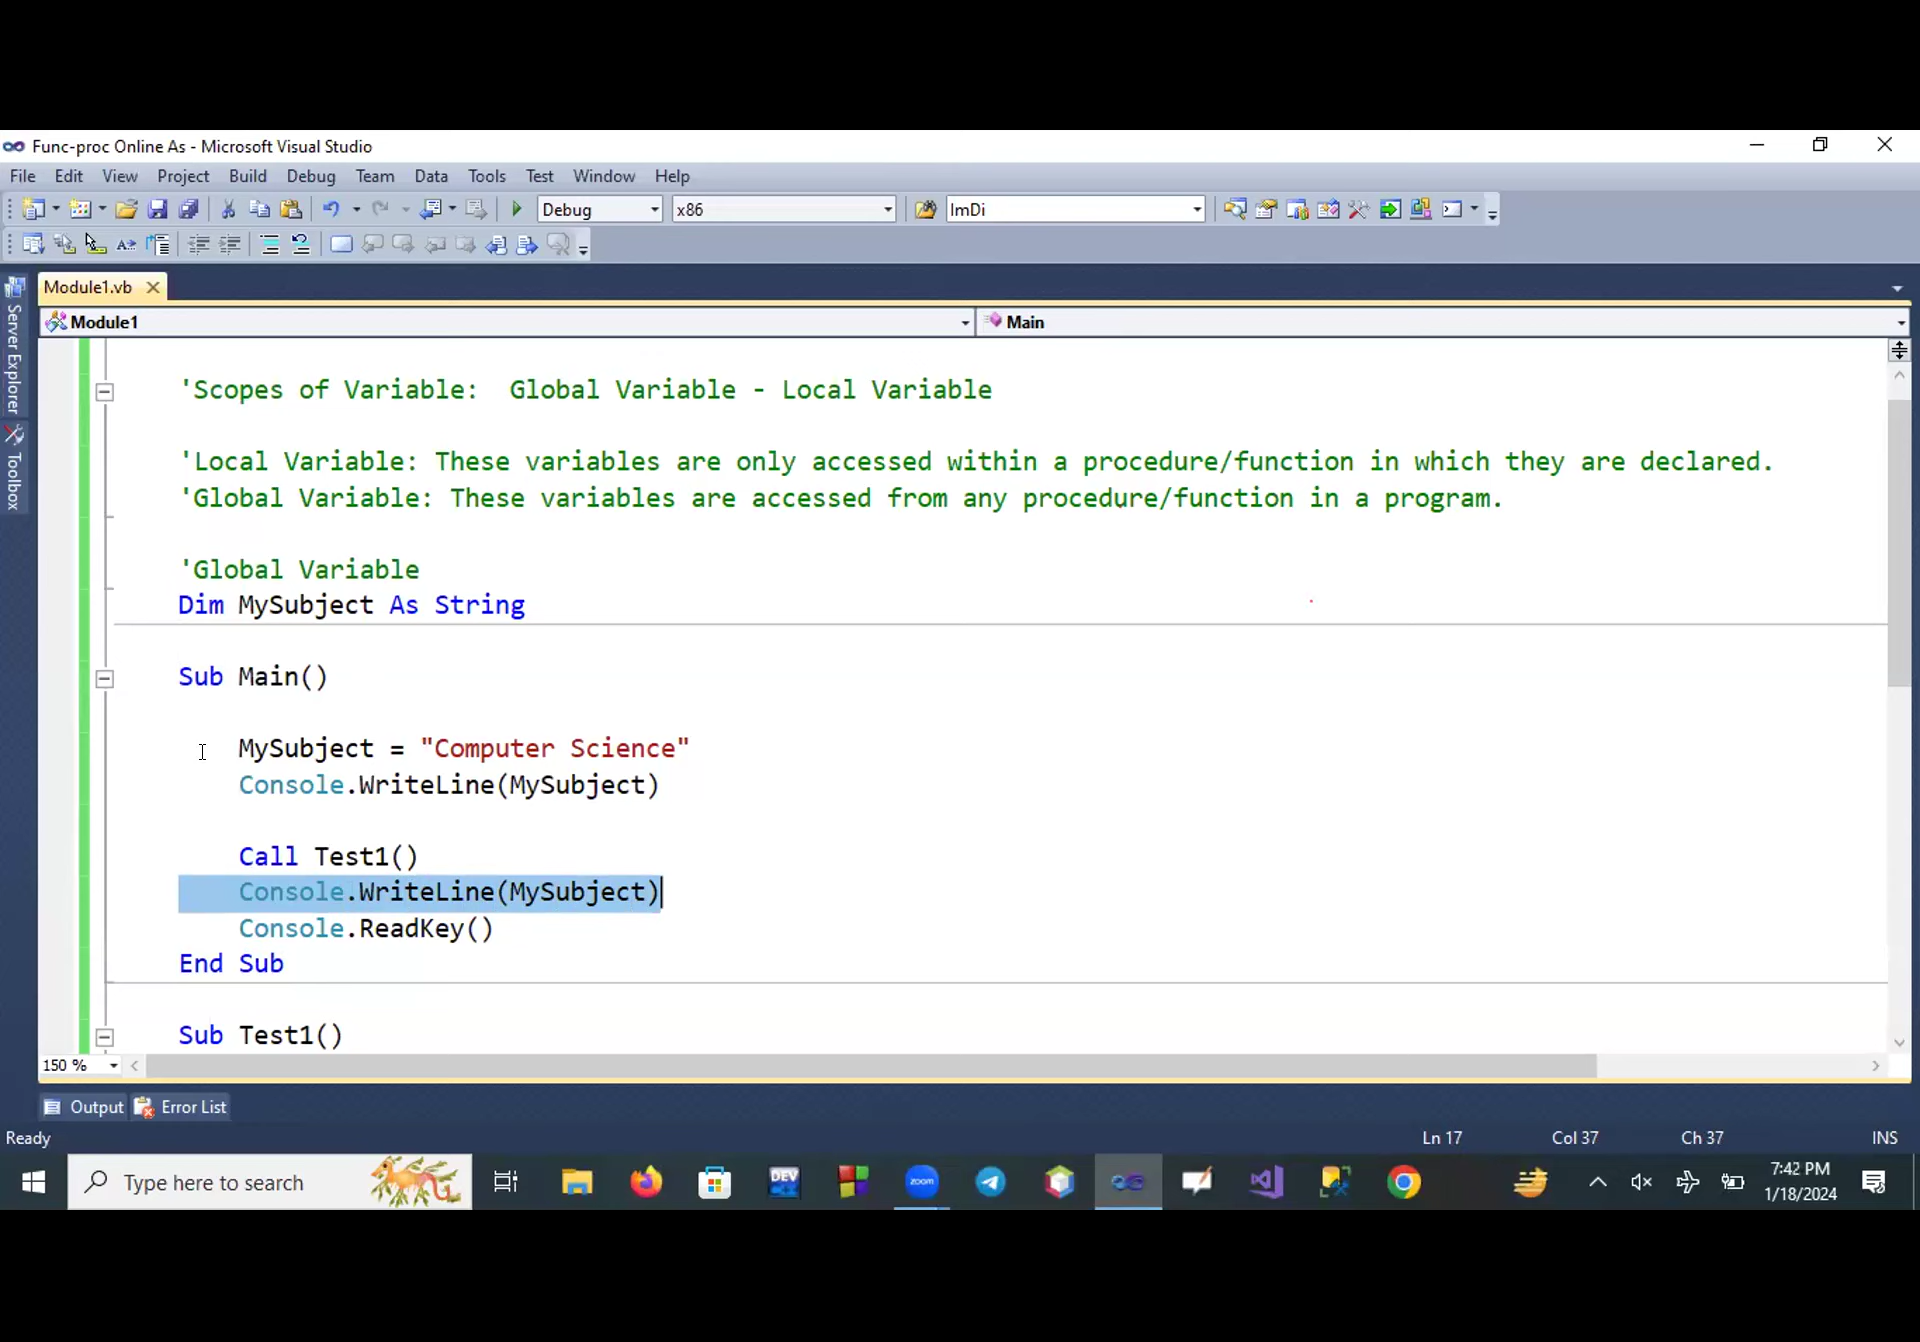 Func-proc Online As - Microsoft Visual Studio
File Edit View Project Build Debug Team Data Tools Test Window Help
Debug x86 ImDi
Module1.vb
Module1 Main
Server Explorer
Toolbox
'Scopes of Variable:  Global Variable - Local Variable
'Local Variable: These variables are only accessed within a procedure/function in which they are declared.
'Global Variable: These variables are accessed from any procedure/function in a program.
'Global Variable
Dim MySubject As String
Sub Main()
MySubject = "Computer Science"
Console.WriteLine(MySubject)
Call Test1()
Console.WriteLine(MySubject)
Console.ReadKey()
End Sub
Sub Test1()
150 %
Output Error List
Ready Ln 17 Col 37 Ch 37 INS
Type here to search DEV zoom 7:42 PM
1/18/2024